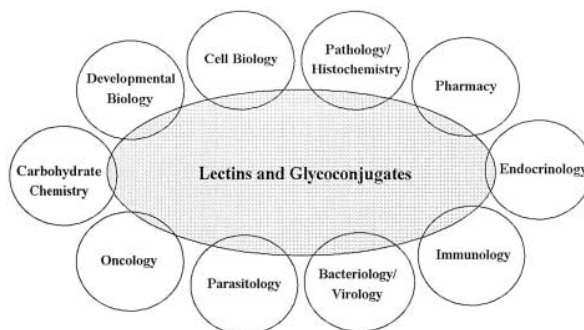 Cell Biology
Pathology/
Histochemistry
Developmental
Biology
Pharmacy
Carbohydrate
Chemistry
Lectins and Glycoconjugates
Endocrinology
Oncology
Parasitology
Bacteriology/
Virology
Immunology